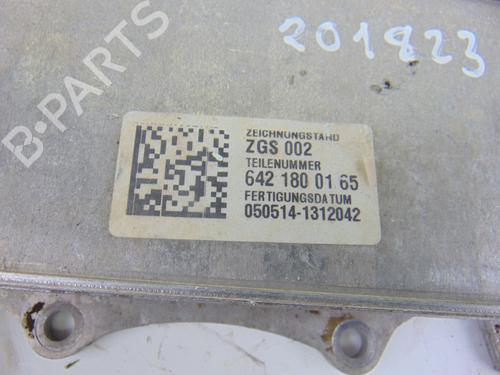 201823
B-PARTS
ZEICHNUNGSTAND
ZGS 002
TEILENUMMER
642 180 01 65
FERTIGUNGSDATUM
050514-1312042